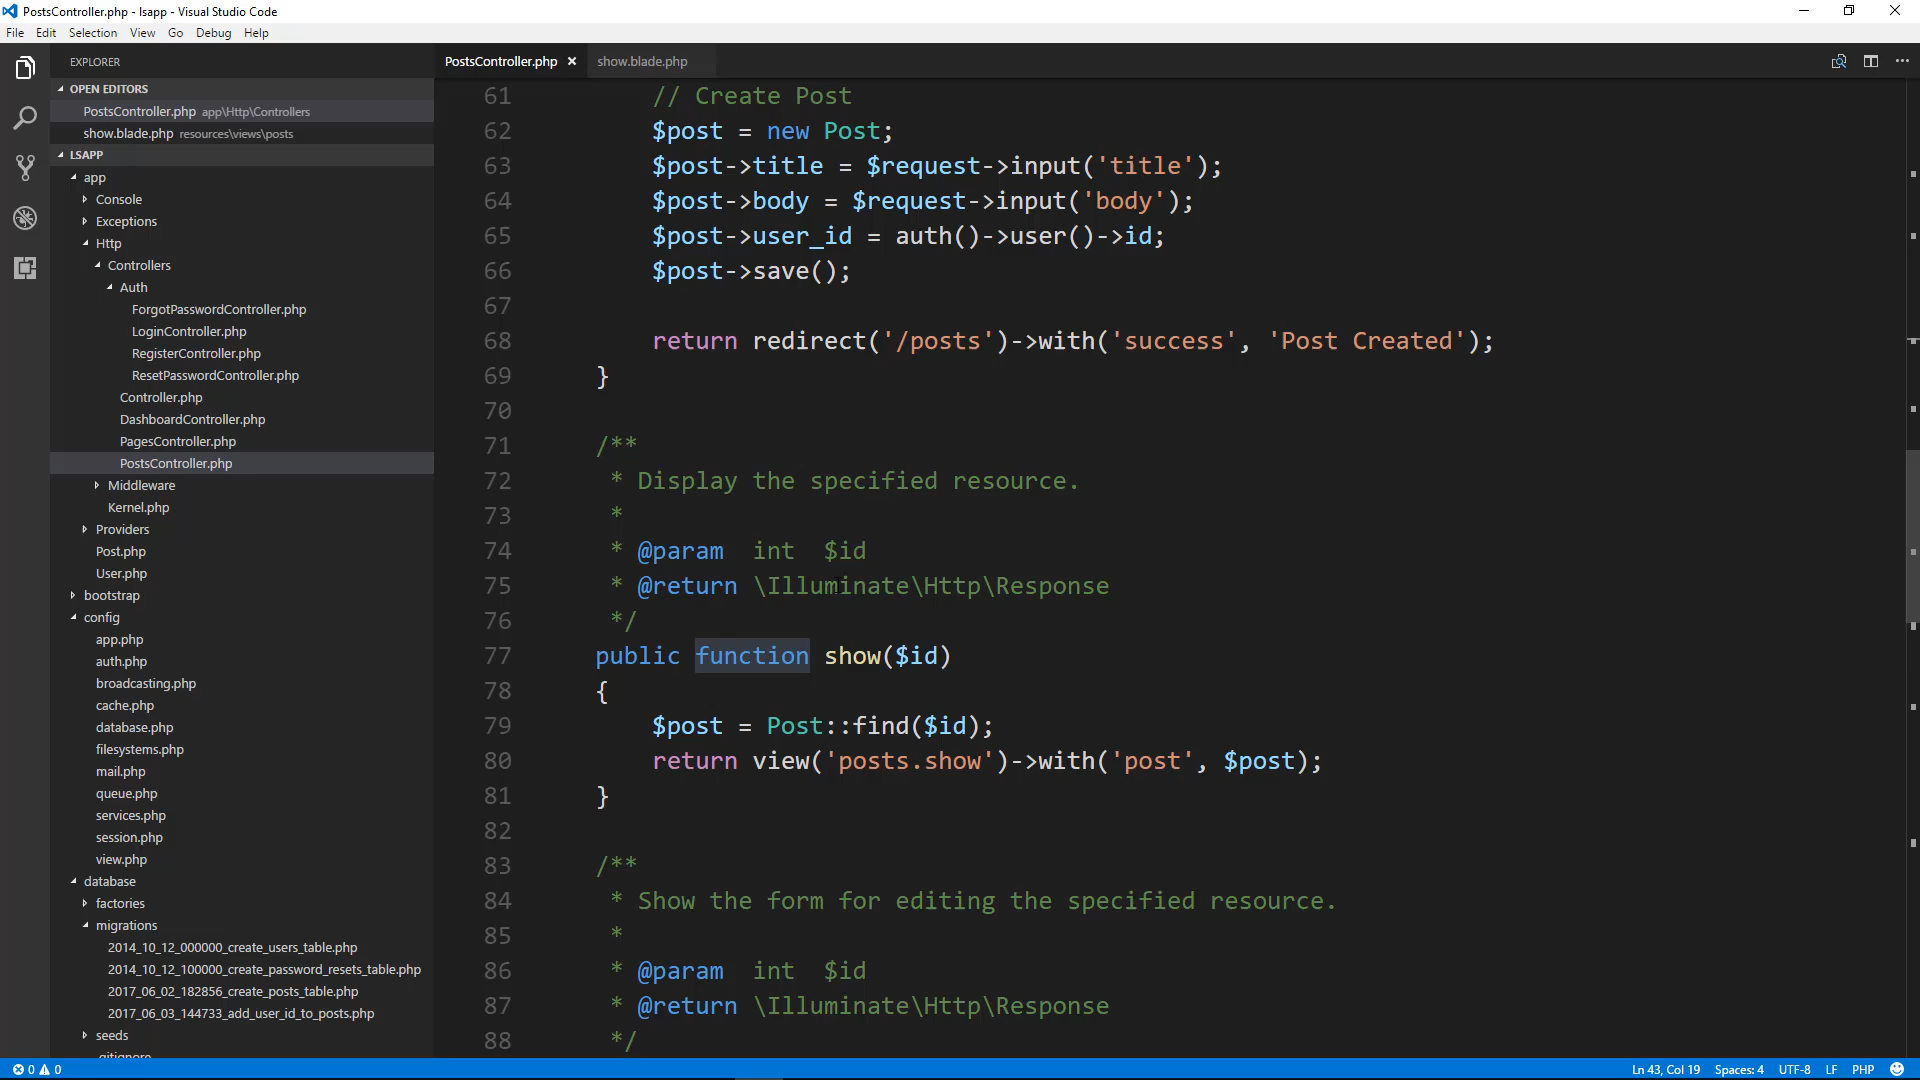 PostsController.php - lsapp - Visual Studio Code
File Edit Selection View Go Debug Help
EXPLORER
OPEN EDITORS
PostsController.php app\Http\Controllers
show.blade.php resources\views\posts
LSAPP
app
Console
Exceptions
Http
Controllers
Auth
ForgotPasswordController.php
LoginController.php
RegisterController.php
ResetPasswordController.php
Controller.php
DashboardController.php
PagesController.php
PostsController.php
Middleware
Kernel.php
Providers
Post.php
User.php
bootstrap
config
app.php
auth.php
broadcasting.php
cache.php
database.php
filesystems.php
mail.php
queue.php
services.php
session.php
view.php
database
factories
migrations
2014_10_12_000000_create_users_table.php
2014_10_12_100000_create_password_resets_table.php
2017_06_02_182856_create_posts_table.php
2017_06_03_144733_add_user_id_to_posts.php
seeds
.gitignore
PostsController.php show.blade.php
61 // Create Post
62 $post = new Post;
63 $post->title = $request->input('title');
64 $post->body = $request->input('body');
65 $post->user_id = auth()->user()->id;
66 $post->save();
67
68 return redirect('/posts')->with('success', 'Post Created');
69 }
70
71 /**
72 * Display the specified resource.
73 *
74 * @param  int  $id
75 * @return \Illuminate\Http\Response
76 */
77 public function show($id)
78 {
79 $post = Post::find($id);
80 return view('posts.show')->with('post', $post);
81 }
82
83 /**
84 * Show the form for editing the specified resource.
85 *
86 * @param  int  $id
87 * @return \Illuminate\Http\Response
88 */
0 0 Ln 43, Col 19 Spaces: 4 UTF-8 LF PHP